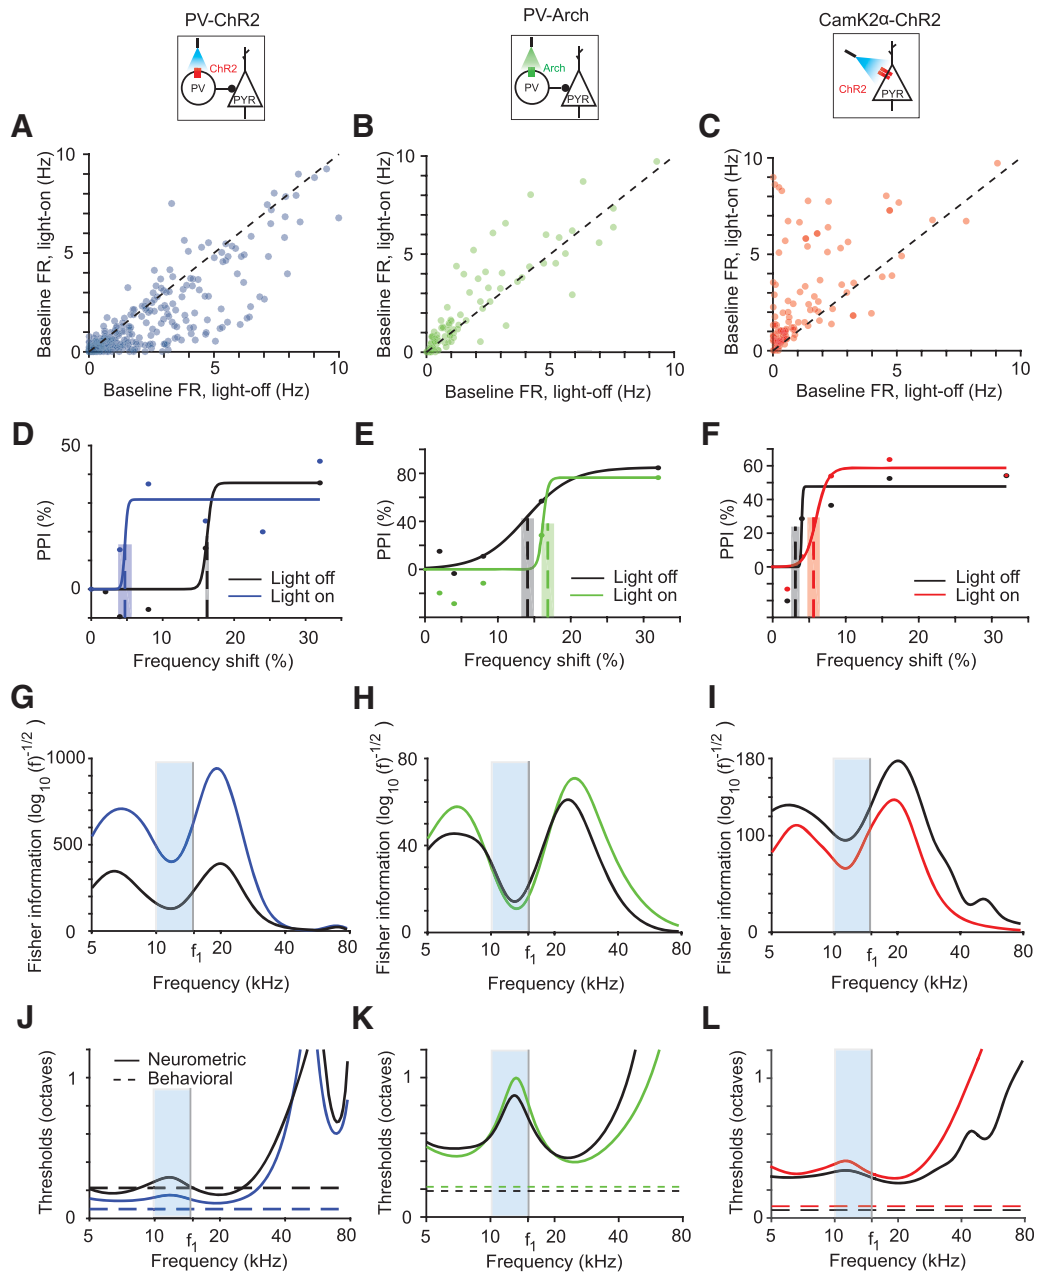 PV-ChR2 PV-Arch CamK2α-ChR2
ChR2 PV PYR
Arch PV PYR
ChR2 PYR
A B C
Baseline FR, light-on (Hz)
10
5
0
0 5 10
Baseline FR, light-off (Hz)
Baseline FR, light-on (Hz)
10
5
0
0 5 10
Baseline FR, light-off (Hz)
Baseline FR, light-on (Hz)
10
5
0
0 5 10
Baseline FR, light-off (Hz)
D E F
PPI (%)
50
0
Light off
Light on
0 10 20 30
Frequency shift (%)
PPI (%)
80
40
0
Light off
Light on
0 10 20 30
Frequency shift (%)
PPI (%)
60
40
20
0
Light off
Light on
0 10 20 30
Frequency shift (%)
G H I
Fisher information (log10 (f)-1/2 )
1000
500
0
5 10 f1 20 40 80
Frequency (kHz)
Fisher information (log10 (f)-1/2 )
80
40
0
5 10 f1 20 40 80
Frequency (kHz)
Fisher information (log10 (f)-1/2 )
180
100
0
5 10 f1 20 40 80
Frequency (kHz)
J K L
Thresholds (octaves)
1
0
Neurometric
Behavioral
5 10 f1 20 40 80
Frequency (kHz)
Thresholds (octaves)
1
0
5 10 f1 20 40 80
Frequency (kHz)
Thresholds (octaves)
1
0
5 10 f1 20 40 80
Frequency (kHz)